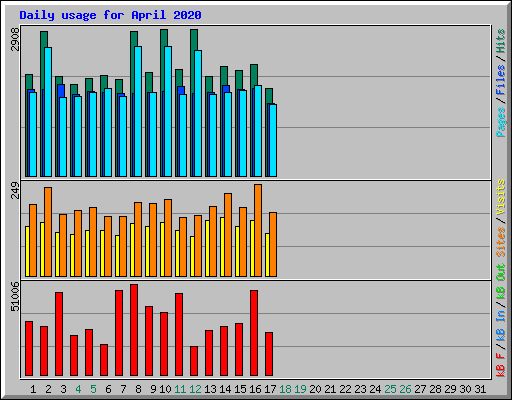 Daily usage for April 2020
2908
Pages / Files / Hits
249
Sites / Visits
51006
kB F / kB In / kB Out
1 2 3 4 5 6 7 8 9 10 11 12 13 14 15 16 17 18 19 20 21 22 23 24 25 26 27 28 29 30 31